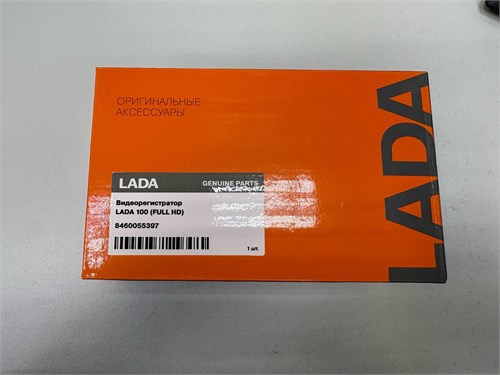 ОРИГИНАЛЬНЫЕ
АКСЕССУАРЫ
LADA
LADA
GENUINE PARTS
Видеорегистратор
LADA 100 (FULL HD)
8460055397
1 шт.